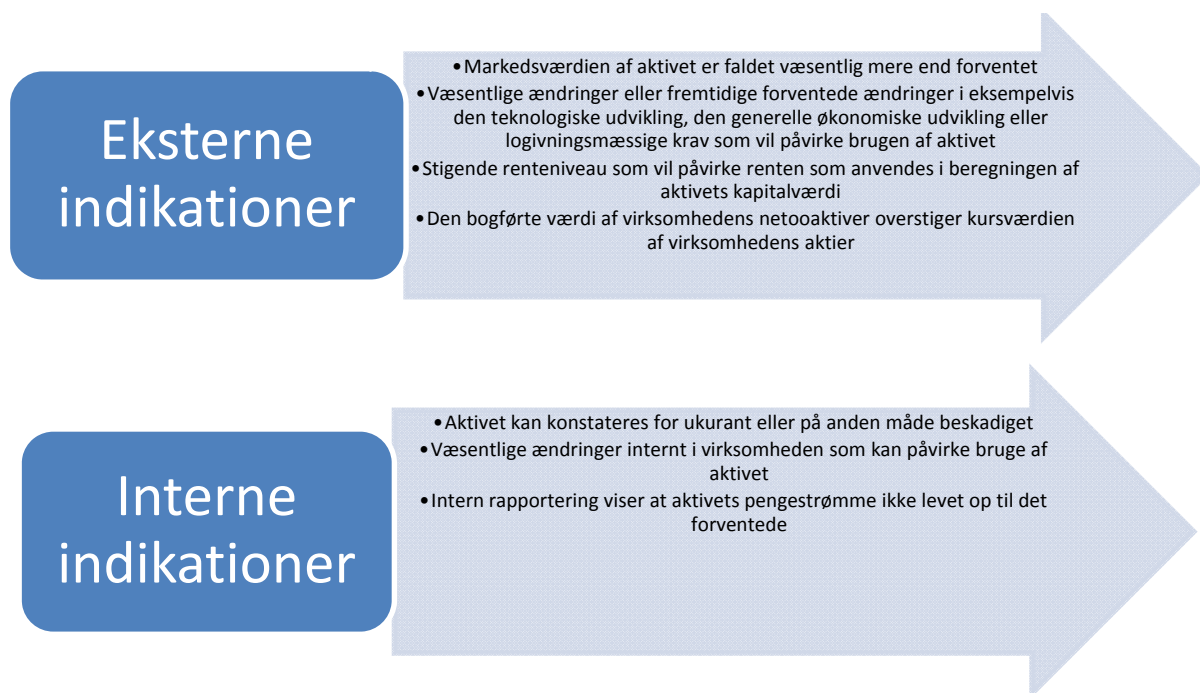 Eksterne
indikationer
•Markedsværdien af aktivet er faldet væsentlig mere end forventet
•Væsentlige ændringer eller fremtidige forventede ændringer i eksempelvis
den teknologiske udvikling, den generelle økonomiske udvikling eller
logivningsmæssige krav som vil påvirke brugen af aktivet
•Stigende renteniveau som vil påvirke renten som anvendes i beregningen af
aktivets kapitalværdi
•Den bogførte værdi af virksomhedens netooaktiver overstiger kursværdien
af virksomhedens aktier
Interne
indikationer
•Aktivet kan konstateres for ukurant eller på anden måde beskadiget
•Væsentlige ændringer internt i virksomheden som kan påvirke bruge af
aktivet
•Intern rapportering viser at aktivets pengestrømme ikke levet op til det
forventede